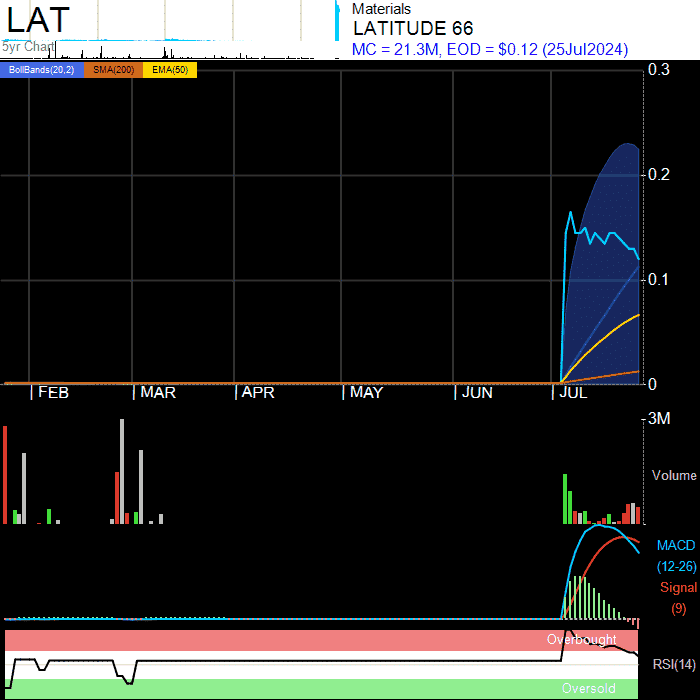 LAT
Materials
LATITUDE 66
5yr Chart
MC = 21.3M, EOD = $0.12 (25Jul2024)
BollBands(20,2) SMA(200) EMA(50)
0.3
0.2
0.1
0
FEB MAR APR MAY JUN JUL
3M
Volume
MACD
(12-26)
Signal
(9)
Overbought
RSI(14)
Oversold